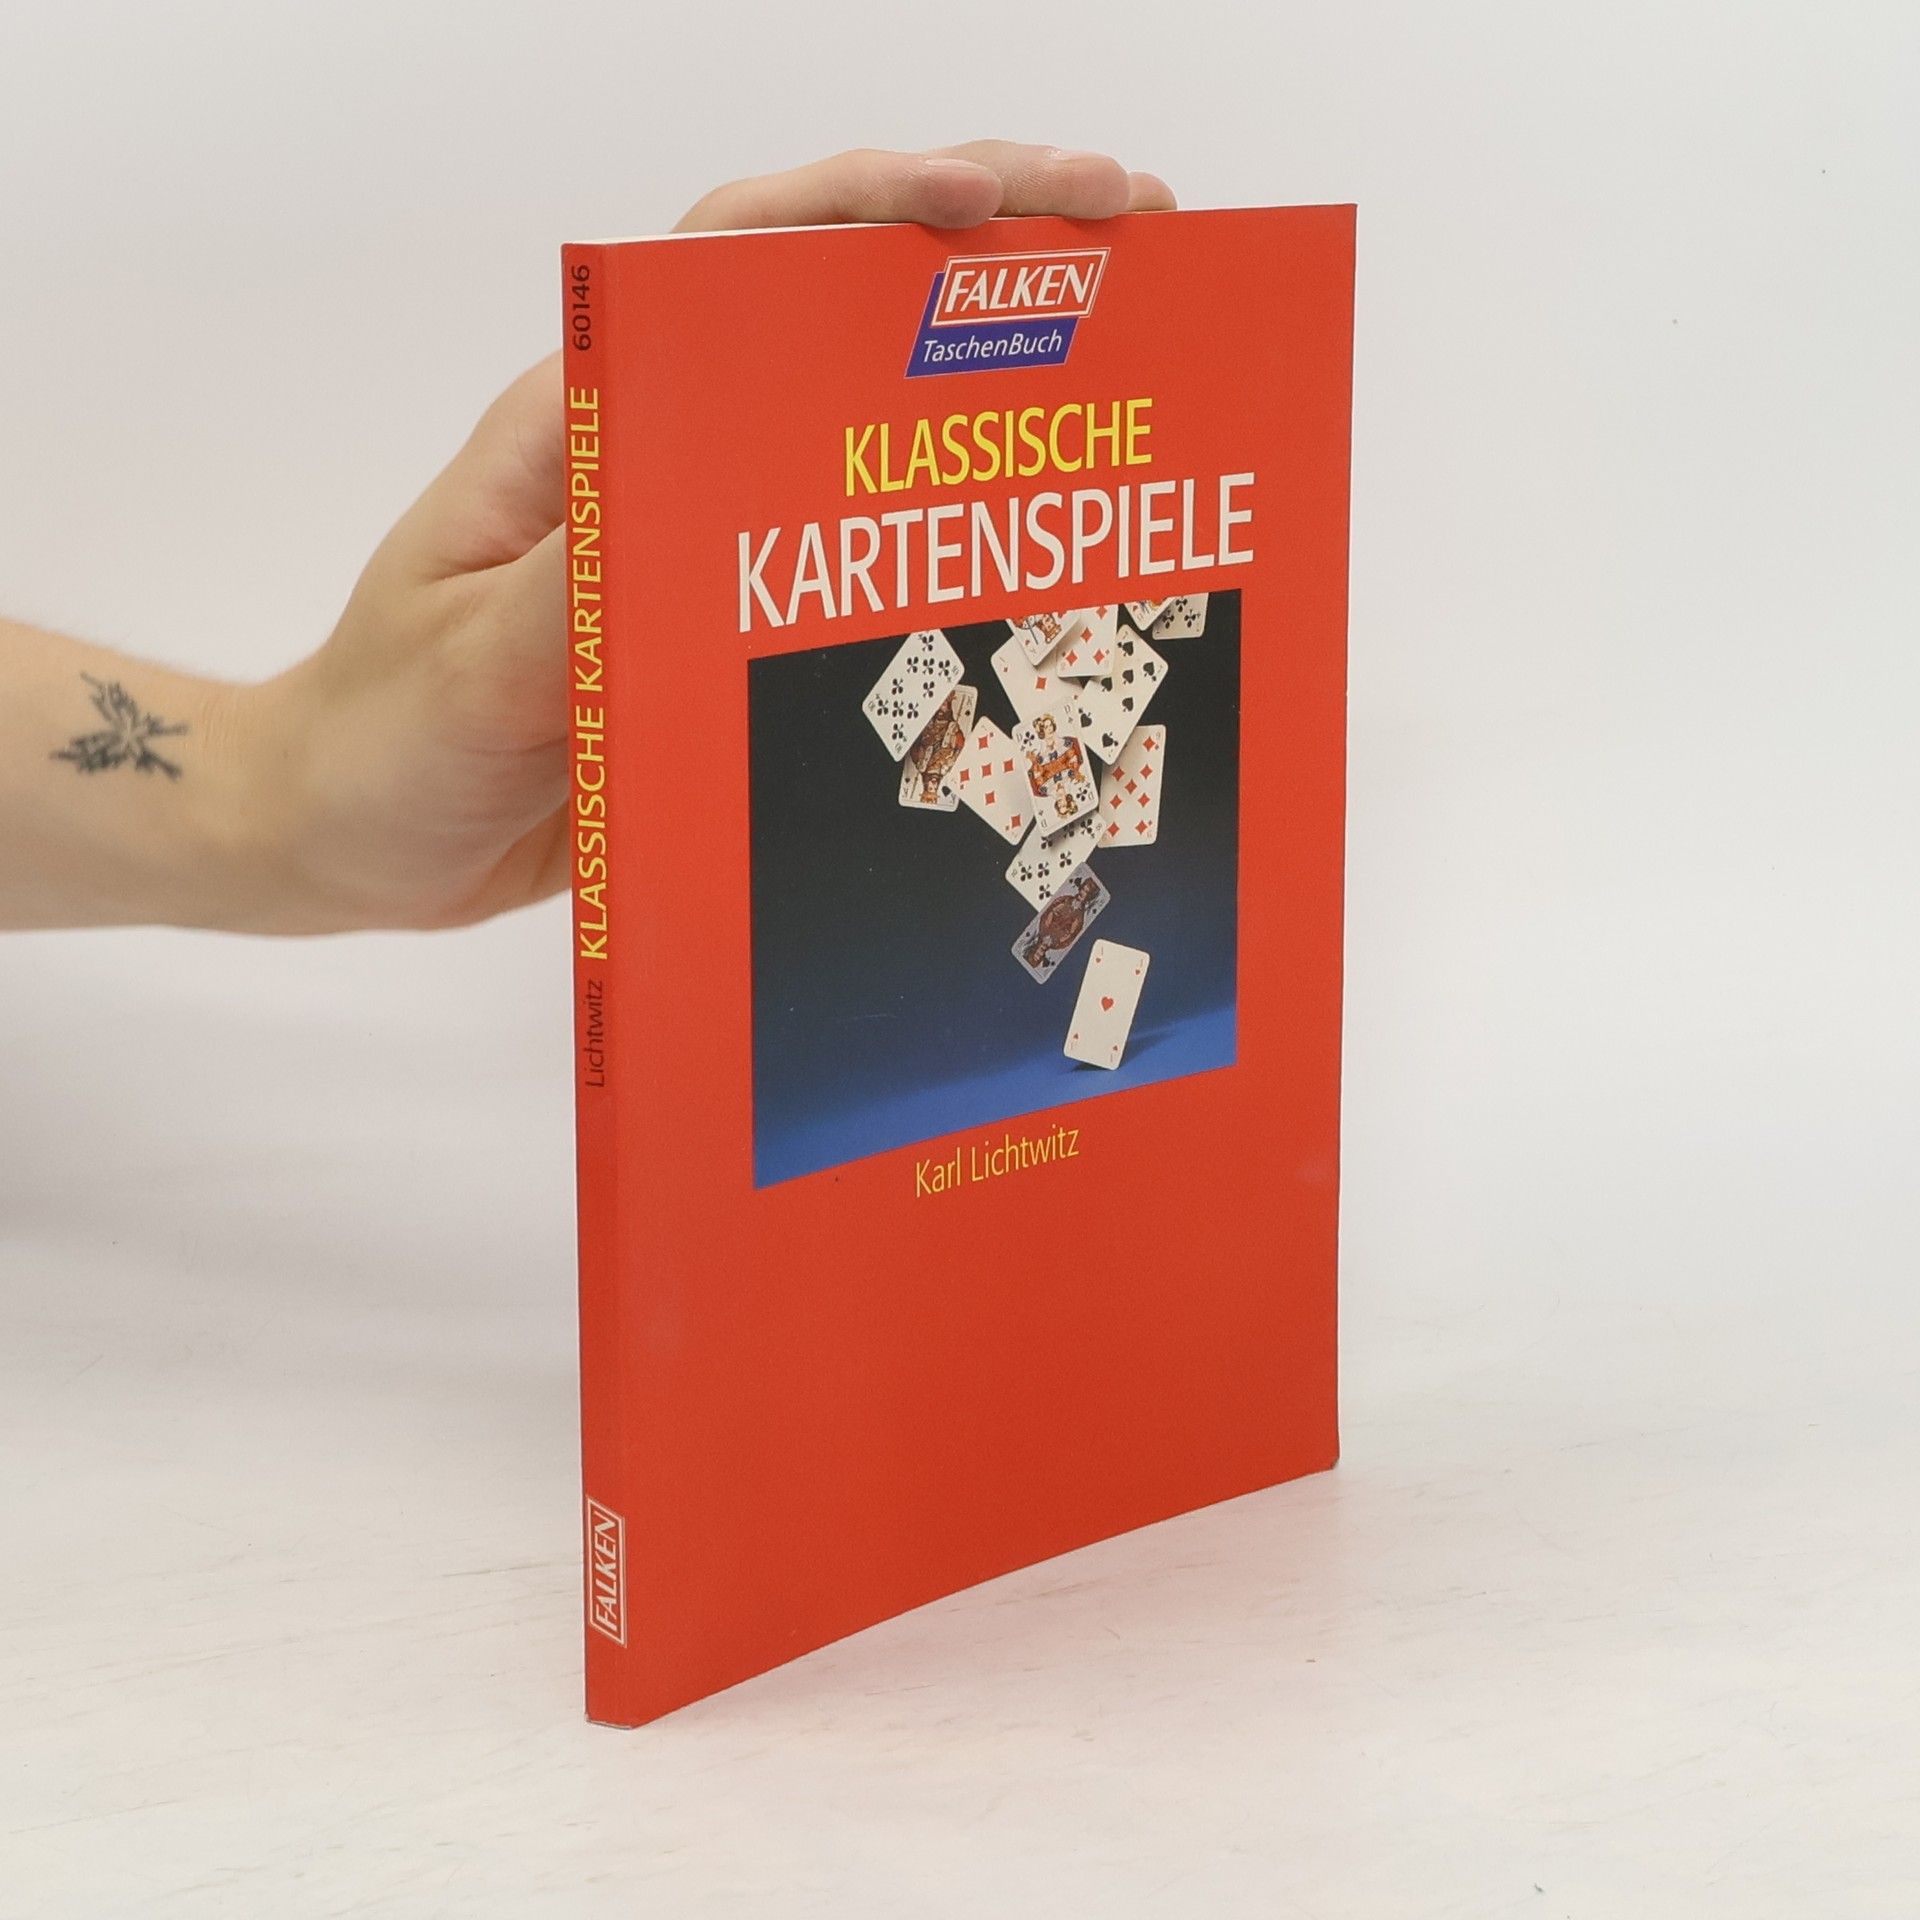 FALKEN
TaschenBuch
KLASSISCHE
KARTENSPIELE
Karl Lichtwitz
Lichtwitz KLASSISCHE KARTENSPIELE 60146
FALKEN